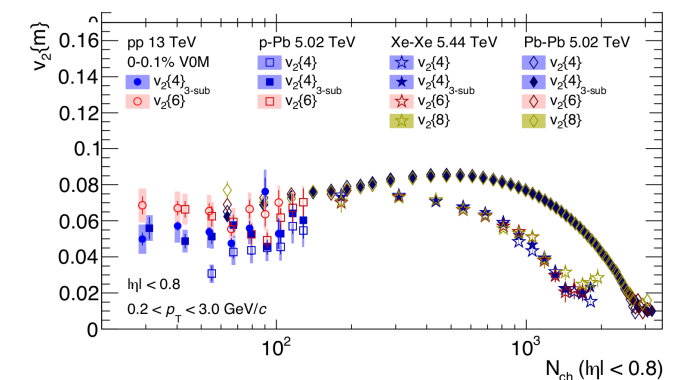 v₂{m}
0.16
0.14
0.12
0.1
0.08
0.06
0.04
0.02
0
0
pp 13 TeV
0-0.1% V0M
v₂{4}3-sub
v₂{6}
p-Pb 5.02 TeV
v₂{4}
v₂{4}3-sub
v₂{6}
Xe-Xe 5.44 TeV
v₂{4}
v₂{4}3-sub
v₂{6}
v₂{8}
Pb-Pb 5.02 TeV
v₂{4}
v₂{4}3-sub
v₂{6}
v₂{8}
|η| < 0.8
0.2 < p_T < 3.0 GeV/c
10²
10³
N_ch (|η| < 0.8)